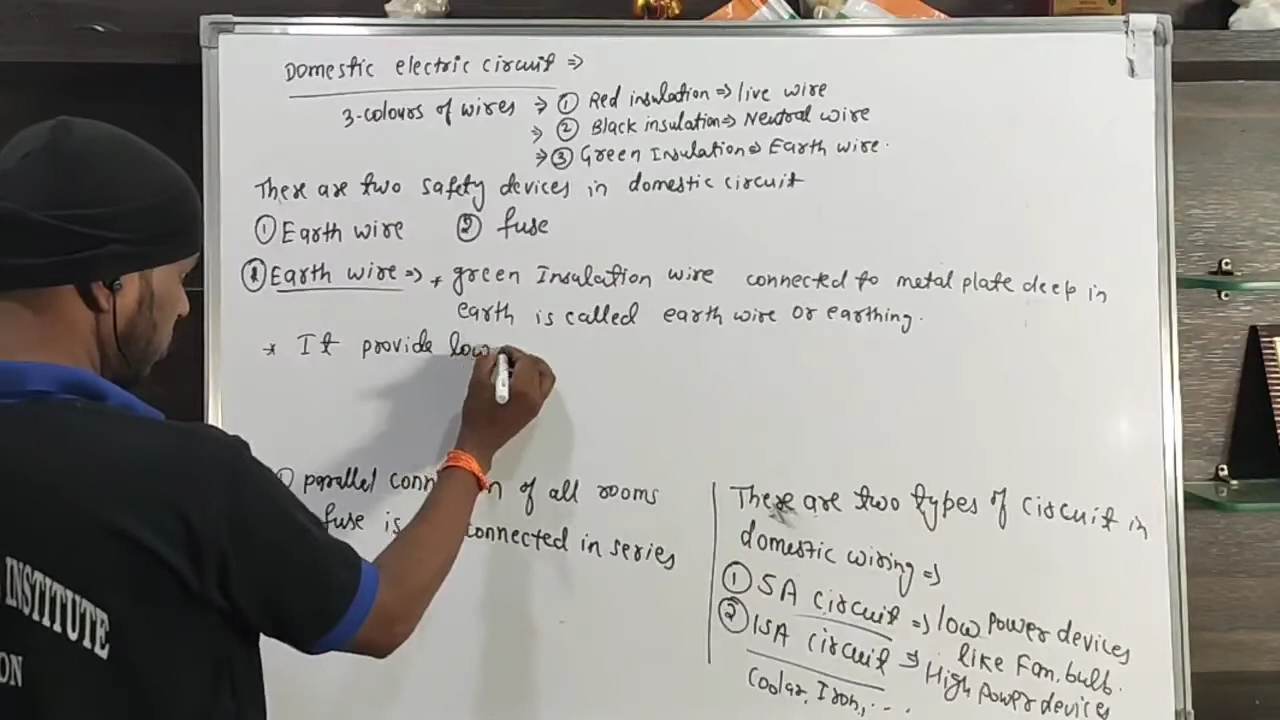 Domestic electric circuit ⇒
3-colours of wires ⇒ ① Red insulation ⇒ live wire
⇒ ② Black insulation ⇒ Neutral wire
⇒ ③ Green Insulation ⇒ Earth wire.
There are two safety devices in domestic circuit
① Earth wire ② fuse
① Earth wire ⇒ * green Insulation wire connected to metal plate deep in
earth is called earth wire or earthing.
* It provide low
① parallel conn n of all rooms
fuse is connected in series
There are two types of circuit in
domestic wiring ⇒
① 5A circuit ⇒ low power devices
like Fan, bulb.
② 15A circuit ⇒ High power devices
Coolar, Iron, ...
INSTITUTE
ON